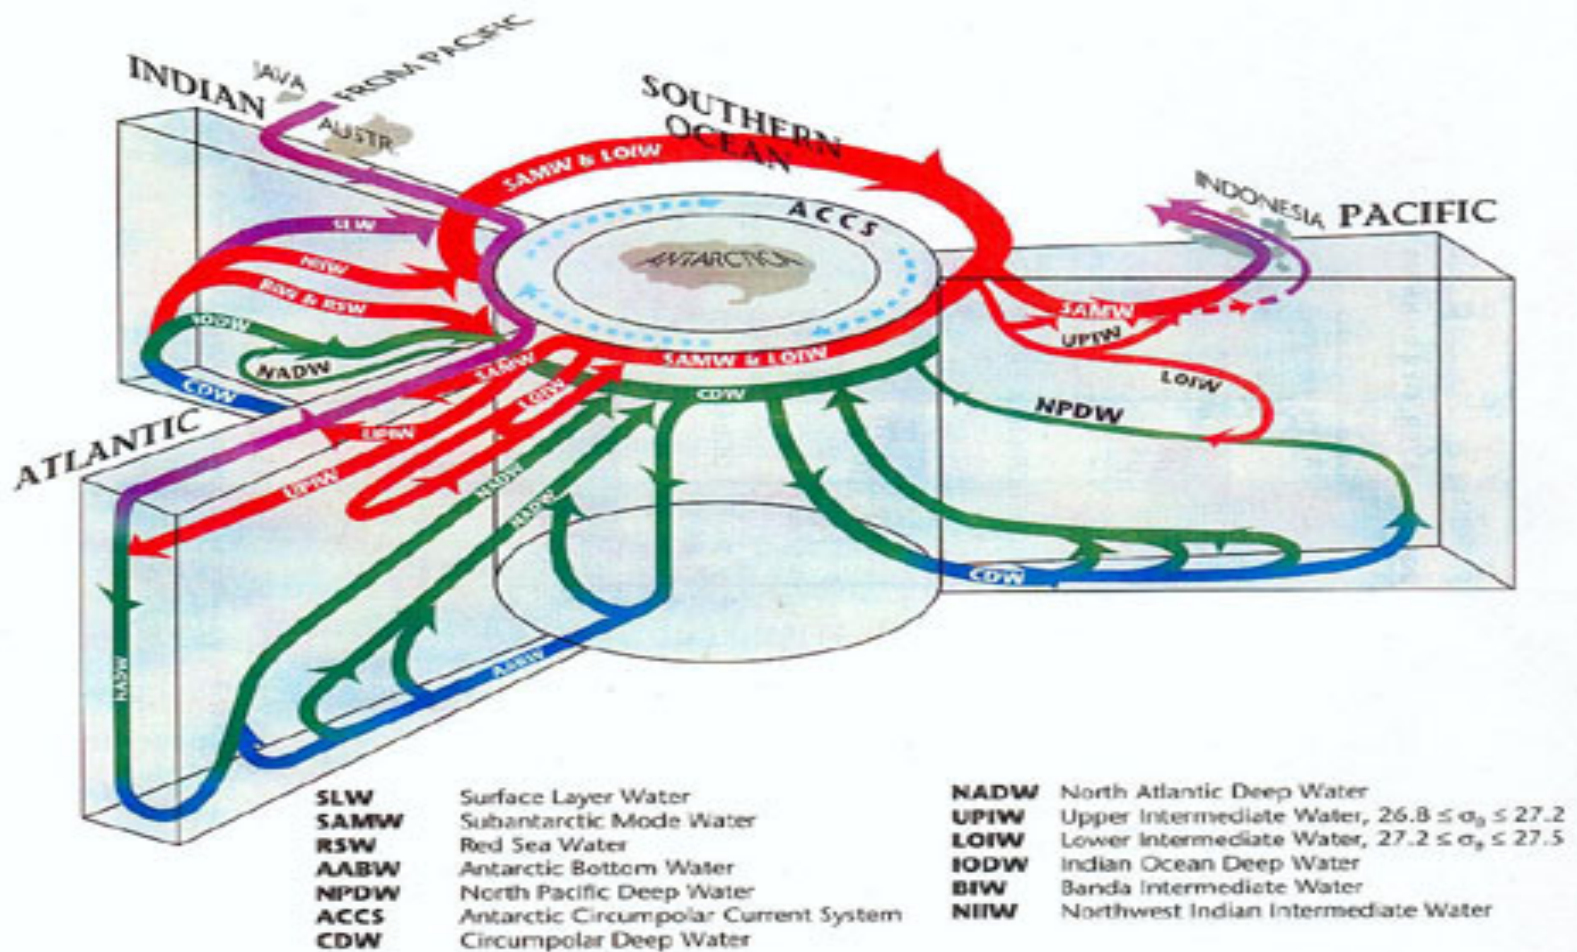 INDIAN
JAVA
FROM PACIFIC
AUSTR.
SOUTHERN
OCEAN
SAMW & LOIW
ACCS
ANTARCTICA
INDONESIA
PACIFIC
SLW
NIIW
BIW & RSW
IODW
NADW
CDW
SAMW
UPIW
LOIW
NPDW
SAMW
LOIW
SAMW & LOIW
CDW
UPIW
UPIW
NADW
NADW
ATLANTIC
CDW
AABW
NADW
SLW Surface Layer Water
SAMW Subantarctic Mode Water
RSW Red Sea Water
AABW Antarctic Bottom Water
NPDW North Pacific Deep Water
ACCS Antarctic Circumpolar Current System
CDW Circumpolar Deep Water
NADW North Atlantic Deep Water
UPIW Upper Intermediate Water, 26.8 ≤ σθ ≤ 27.2
LOIW Lower Intermediate Water, 27.2 ≤ σθ ≤ 27.5
IODW Indian Ocean Deep Water
BIW Banda Intermediate Water
NIIW Northwest Indian Intermediate Water